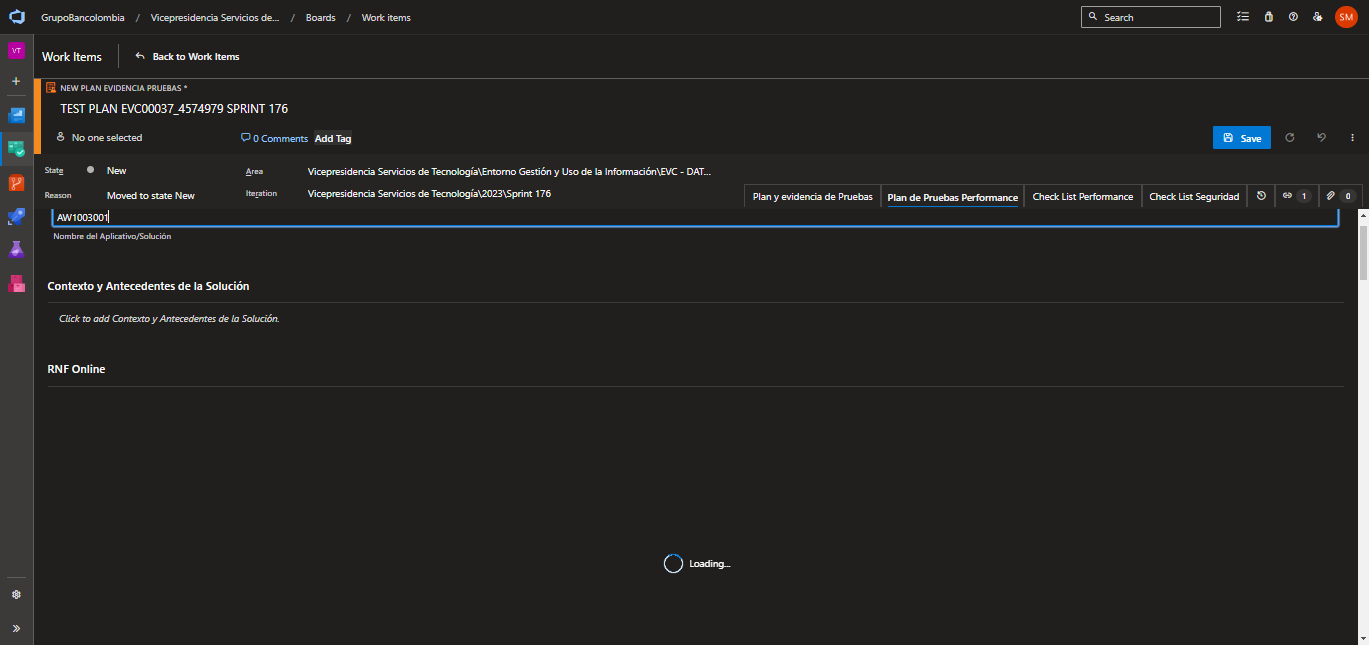 GrupoBancolombia / Vicepresidencia Servicios de... / Boards / Work items
Search
SM
VT
Work Items
Back to Work Items
NEW PLAN EVIDENCIA PRUEBAS *
TEST PLAN EVC00037_4574979 SPRINT 176
No one selected
0 Comments
Add Tag
Save
State
New
Area
Vicepresidencia Servicios de Tecnología\Entorno Gestión y Uso de la Información\EVC - DAT...
Reason
Moved to state New
Iteration
Vicepresidencia Servicios de Tecnología\2023\Sprint 176
Plan y evidencia de Pruebas
Plan de Pruebas Performance
Check List Performance
Check List Seguridad
1
0
AW1003001
Nombre del Aplicativo/Solución
Contexto y Antecedentes de la Solución
Click to add Contexto y Antecedentes de la Solución.
RNF Online
Loading...